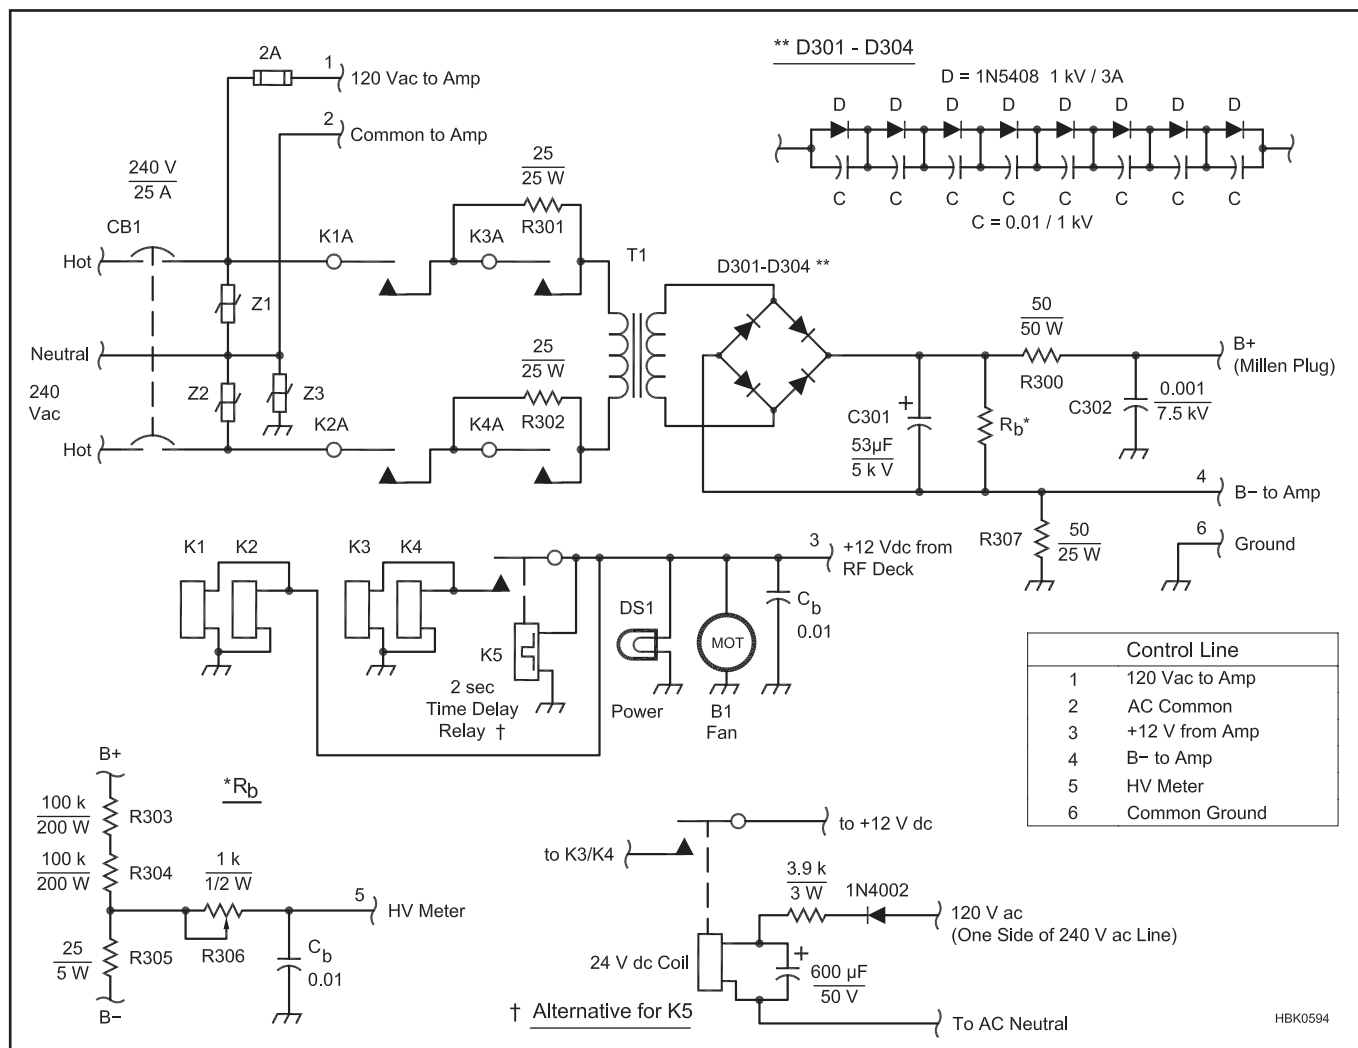 2A
1
120 Vac to Amp
2
Common to Amp
240 V
25 A
CB1
Hot
Neutral
240
Vac
Hot
K1A
K2A
Z1
Z2
Z3
25
25 W
R301
K3A
25
25 W
R302
K4A
T1
** D301 - D304
D = 1N5408 1 kV / 3A
D D D D D D D D
C C C C C C C C
C = 0.01 / 1 kV
D301-D304 **
50
50 W
R300
B+
(Millen Plug)
C301
+
53µF
5 k V
Rb*
C302
0.001
7.5 kV
4
B− to Amp
R307
50
25 W
6
Ground
K1 K2 K3 K4
K5
2 sec
Time Delay
Relay †
3
+12 Vdc from
RF Deck
DS1
Power
MOT
B1
Fan
Cb
0.01
Control Line
1 120 Vac to Amp
2 AC Common
3 +12 V from Amp
4 B− to Amp
5 HV Meter
6 Common Ground
*Rb
B+
100 k
200 W
R303
100 k
200 W
R304
25
5 W
R305
B−
1 k
1/2 W
R306
5
HV Meter
Cb
0.01
to +12 V dc
to K3/K4
3.9 k
3 W
1N4002
120 V ac
(One Side of 240 V ac Line)
24 V dc Coil
+
600 µF
50 V
† Alternative for K5
To AC Neutral
HBK0594